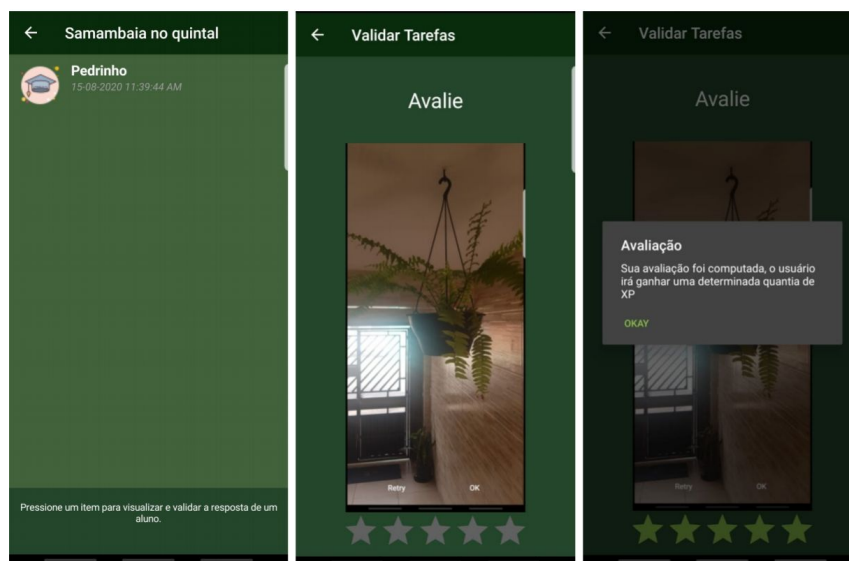 Samambaia no quintal
Pedrinho
15-08-2020 11:39:44 AM
Pressione um item para visualizar e validar a resposta de um
aluno.
Validar Tarefas
Avalie
Retry
OK
Validar Tarefas
Avalie
Avaliação
Sua avaliação foi computada, o usuário
irá ganhar uma determinada quantia de
XP
OKAY
Retry
OK